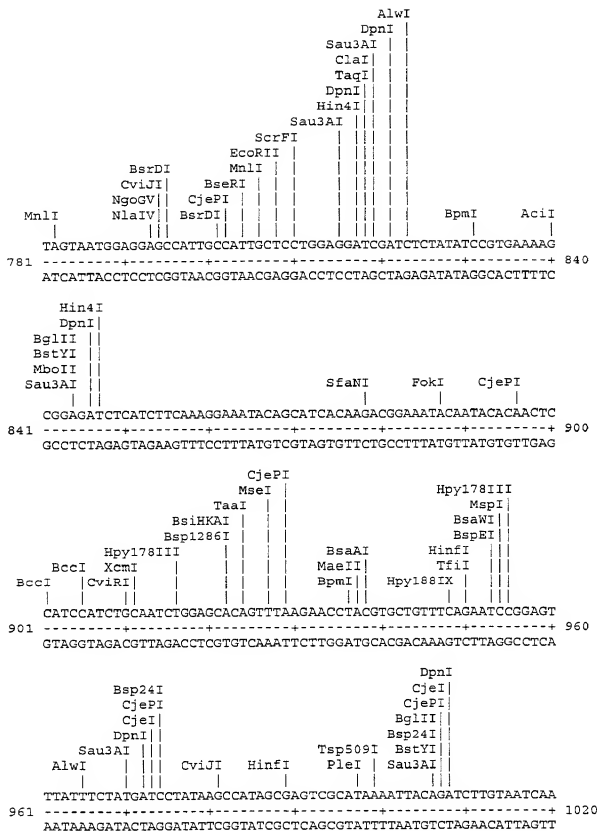 AlwI
DpnI
Sau3AI
ClaI
TaqI
DpnI
Hin4I
Sau3AI
ScrFI
EcoRII
BsrDI MnlI
CviJI BseRI
NgoGV CjePI
MnlI NlaIV BsrDI BpmI AciI
TAGTAATGGAGGAGCCATTGCCATTGCTCCTGGAGGATCGATCTCTATATCCGTGAAAAG
781 ---------+---------+---------+---------+---------+---------+ 840
ATCATTACCTCCTCGGTAACGGTAACGAGGACCTCCTAGCTAGAGATATAGGCACTTTTC
Hin4I
DpnI
BglII
BstYI
MboII
Sau3AI SfaNI FokI CjePI
CGGAGATCTCATCTTCAAAGGAAATACAGCATCACAAGACGGAAATACAATACACAACTC
841 ---------+---------+---------+---------+---------+---------+ 900
GCCTCTAGAGTAGAAGTTTCCTTTATGTCGTAGTGTTCTGCCTTTATGTTATGTGTTGAG
CjePI Hpy178III
MseI MspI
TaaI BsaWI
BsiHKAI BspEI
Bsp1286I HinfI
Hpy178III BsaAI TfiI
BccI XcmI MaeII
BccI CviRI BpmI Hpy188IX
CATCCATCTGCAATCTGGAGCACAGTTTAAGAACCTACGTGCTGTTTCAGAATCCGGAGT
901 ---------+---------+---------+---------+---------+---------+ 960
GTAGGTAGACGTTAGACCTCGTGTCAAATTCTTGGATGCACGACAAAGTCTTAGGCCTCA
DpnI
Bsp24I CjeI
CjePI CjePI
CjeI BglII
DpnI Bsp24I
Sau3AI Tsp509I BstYI
AlwI CviJI HinfI PleI Sau3AI
TTATTTCTATGATCCTATAAGCCATAGCGAGTCGCATAAAATTACAGATCTTGTAATCAA
961 ---------+---------+---------+---------+---------+---------+ 1020
AATAAAGATACTAGGATATTCGGTATCGCTCAGCGTATTTTAATGTCTAGAACATTAGTT